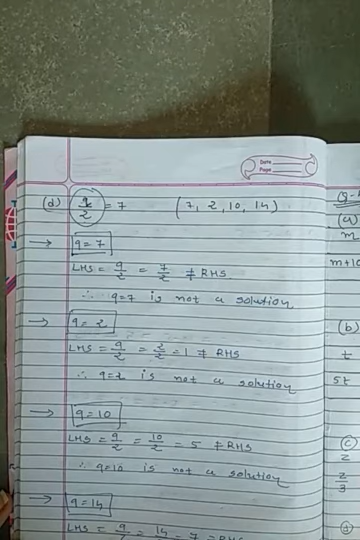 Date
Page
(d) q/2 = 7 (7, 2, 10, 14)
→ q = 7
LHS = q/2 = 7/2 ≠ RHS
∴ q=7 is not a solution
→ q = 2
LHS = q/2 = 2/2 = 1 ≠ RHS
∴ q=2 is not a solution
→ q = 10
LHS = q/2 = 10/2 = 5 ≠ RHS
∴ q=10 is not a solution
→ q = 14
LHS = q/2 = 14/2 = 7 = RHS
(a)
m
m+10
(b)
t
5t
(c)
z
z/3
(d)